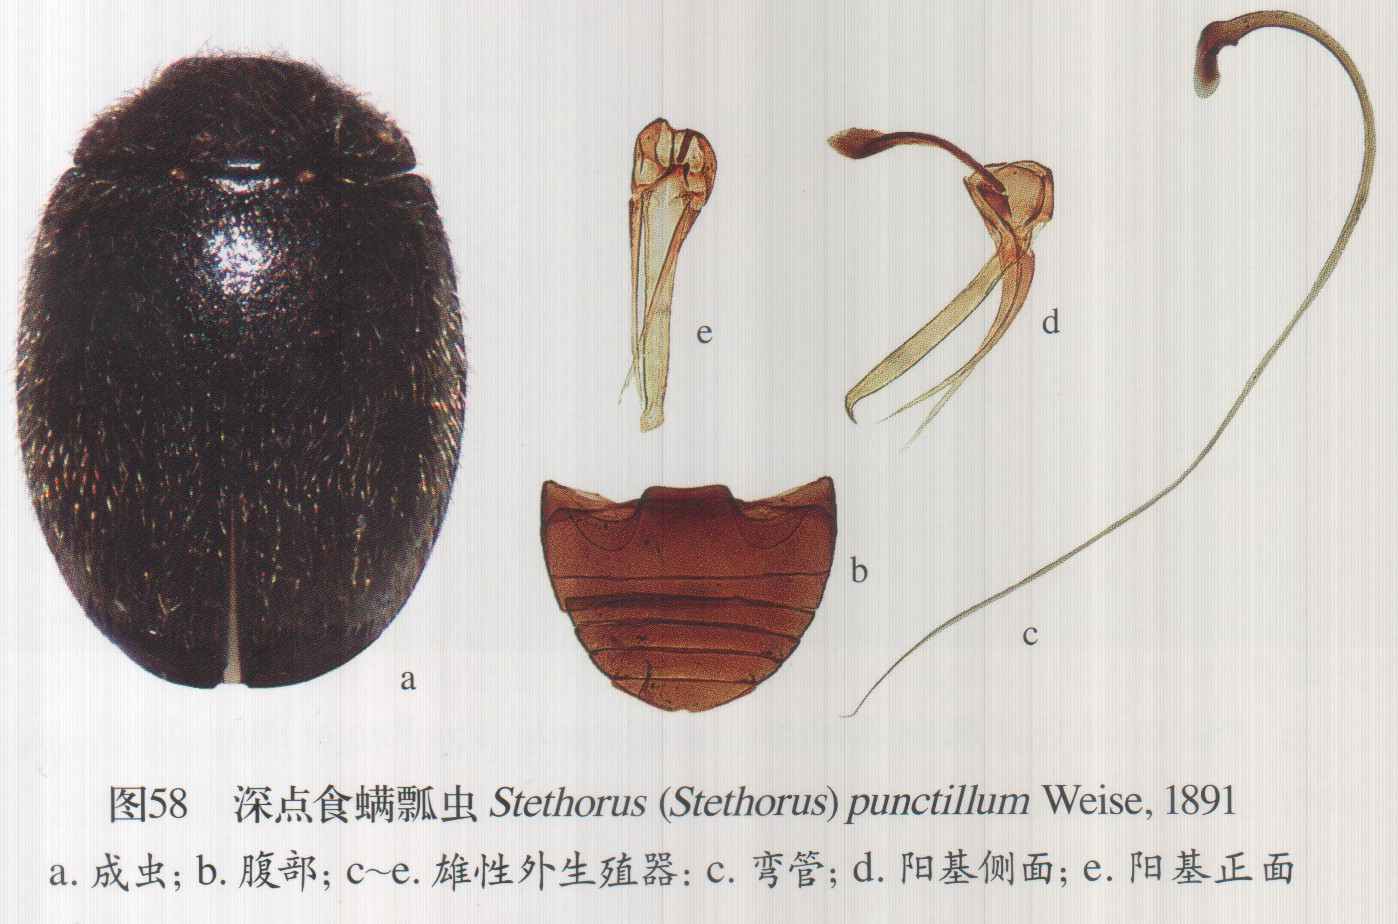 e
d
b
c
a
图58 深点食螨瓢虫 Stethorus (Stethorus) punctillum Weise, 1891
a. 成虫; b. 腹部; c~e. 雄性外生殖器: c. 弯管; d. 阳基侧面; e. 阳基正面